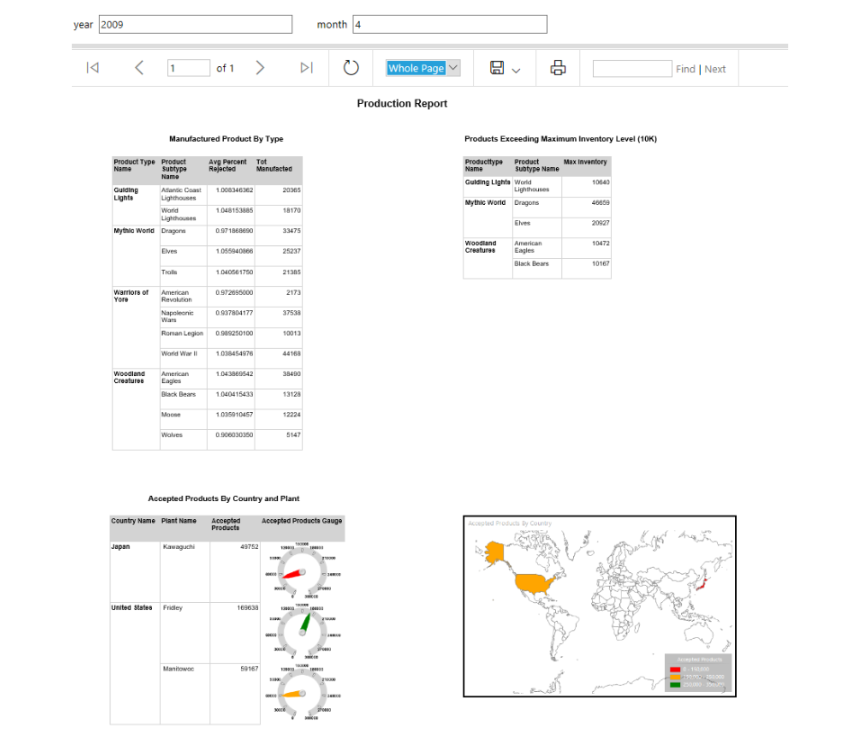 year 2009 month 4
1 of 1 Whole Page Find | Next
Production Report
Manufactured Product By Type
Product Type Name Product Subtype Name Avg Percent Rejected Tot Manufacted
Guiding Lights Atlantic Coast Lighthouses 1.008346362 20365
World Lighthouses 1.048153885 18170
Mythic World Dragons 0.971868690 33475
Elves 1.055940866 25237
Trolls 1.040561750 21385
Warriors of Yore American Revolution 0.972695000 2173
Napoleonic Wars 0.937804177 37538
Roman Legion 0.989250100 10013
World War II 1.038454976 44168
Woodland Creatures American Eagles 1.043869542 38490
Black Bears 1.040415433 13128
Moose 1.035910457 12224
Wolves 0.906030350 5147
Products Exceeding Maximum Inventory Level (10K)
Producttype Name Product Subtype Name Max Inventory
Guiding Lights World Lighthouses 10640
Mythic World Dragons 46659
Elves 20927
Woodland Creatures American Eagles 10472
Black Bears 10167
Accepted Products By Country and Plant
Country Name Plant Name Accepted Products Accepted Products Gauge
Japan Kawaguchi 49752
United States Fridley 169638
Manitowoc 59167
Accepted Products By Country
Accepted Products